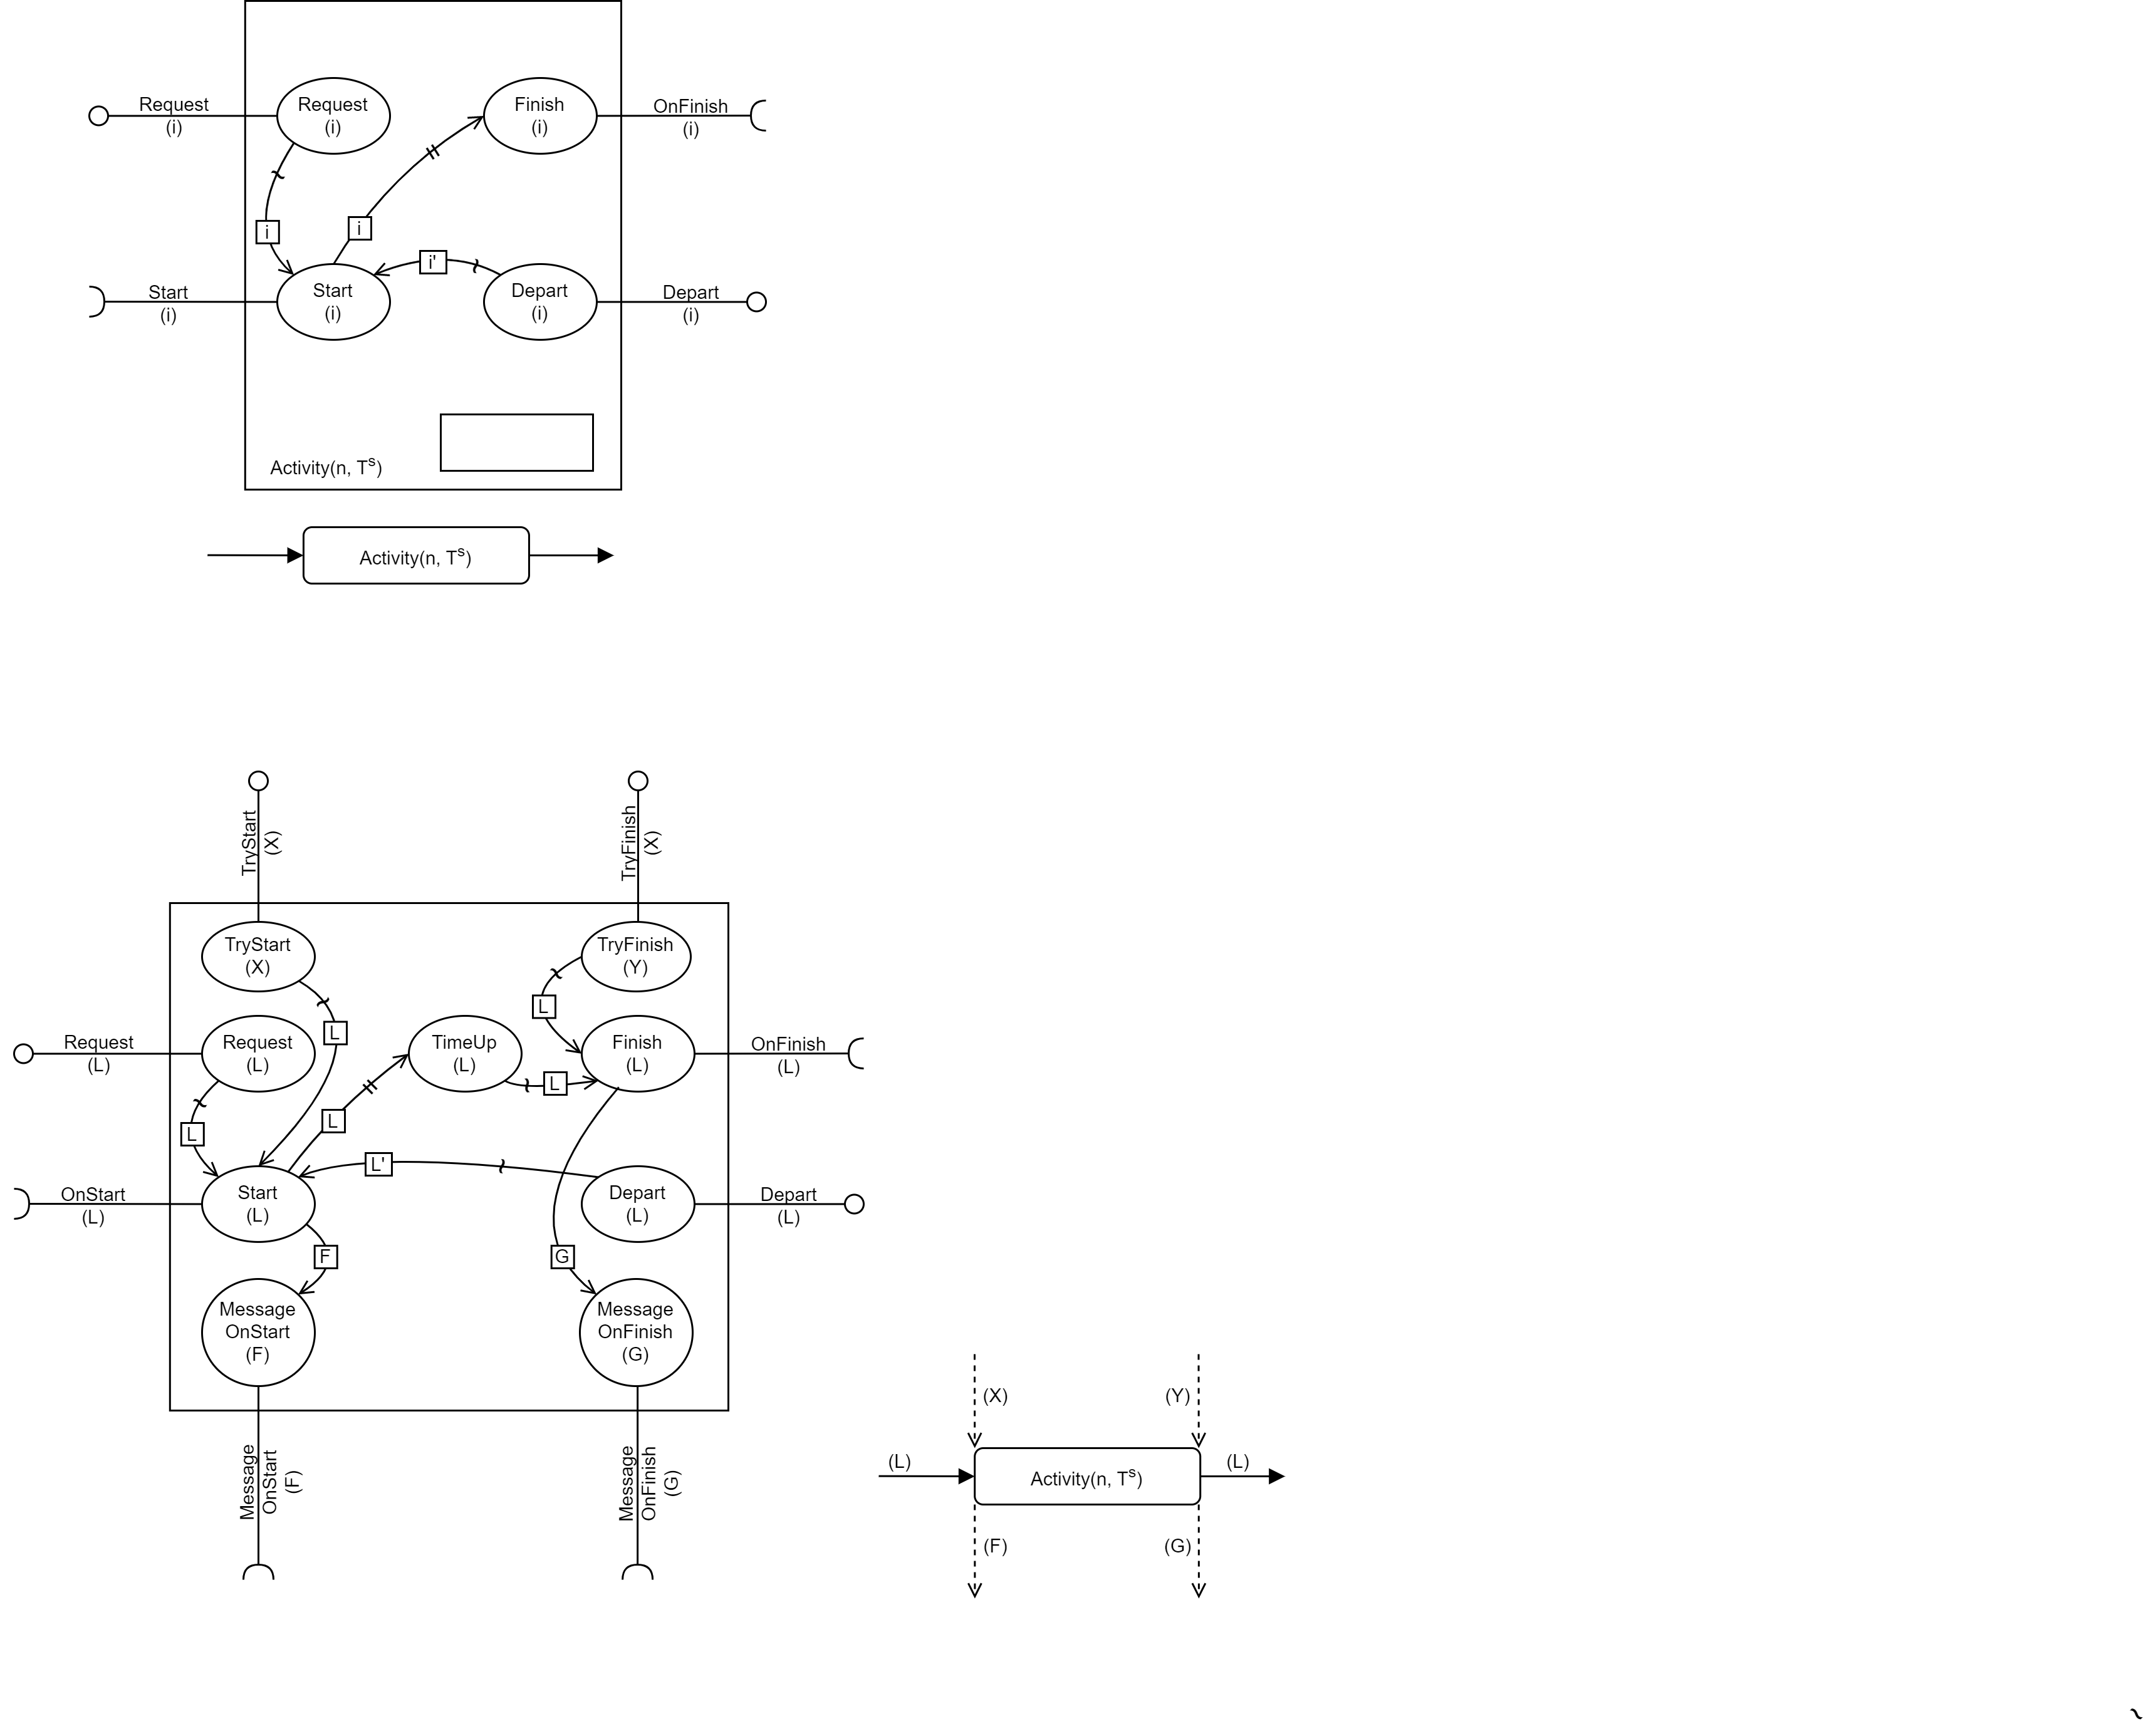 Request
(i)
Request
(i)
Finish
(i)
OnFinish
(i)
i
i
i'
Start
(i)
Start
(i)
Depart
(i)
Depart
(i)
Activity(n, Tˢ)
Activity(n, Tˢ)
TryStart
(X)
TryFinish
(X)
TryStart
(X)
TryFinish
(Y)
L
L
Request
(L)
Request
(L)
TimeUp
(L)
Finish
(L)
OnFinish
(L)
L
L
L
L'
OnStart
(L)
Start
(L)
Depart
(L)
Depart
(L)
F
G
Message
OnStart
(F)
Message
OnFinish
(G)
Message
OnStart
(F)
Message
OnFinish
(G)
(X)
(Y)
(L)
(L)
Activity(n, Tˢ)
(F)
(G)